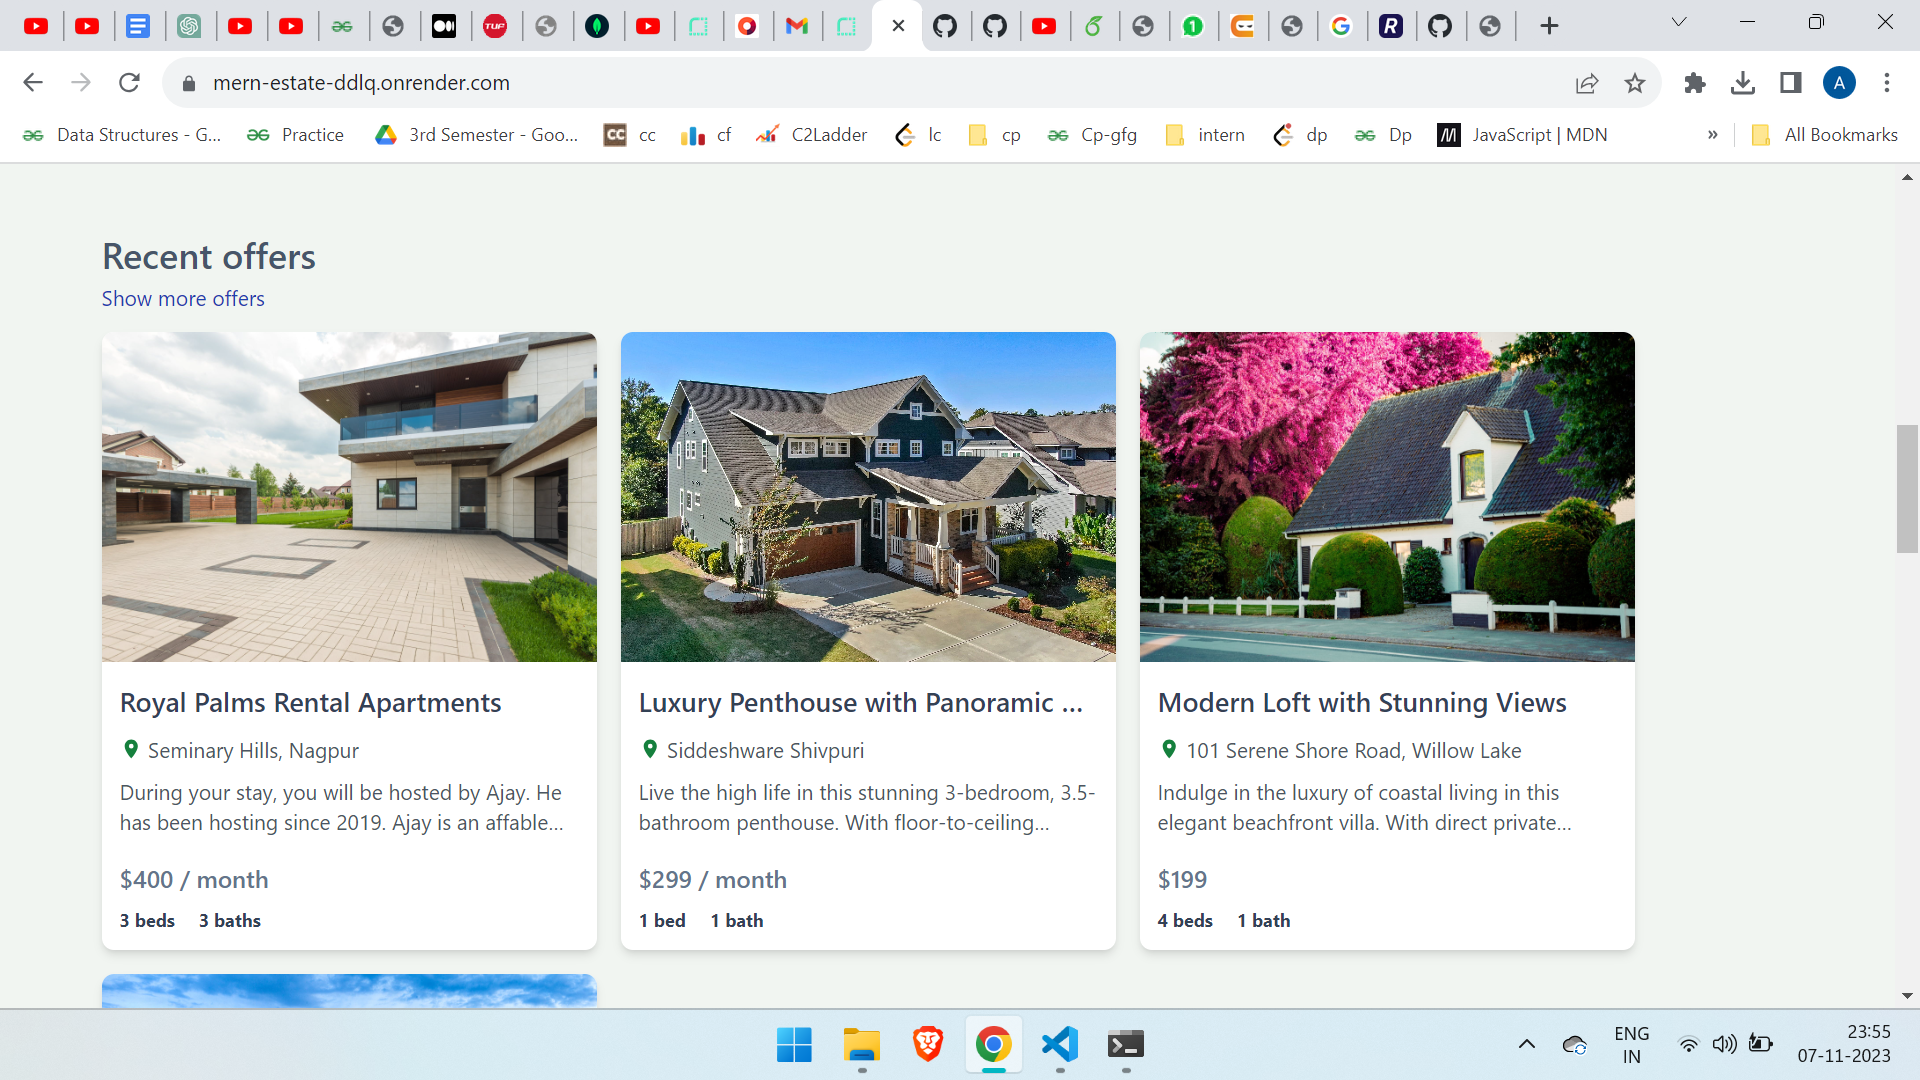 mern-estate-ddlq.onrender.com
A
Data Structures - G...
Practice
3rd Semester - Goo...
cc
cf
C2Ladder
lc
cp
Cp-gfg
intern
dp
Dp
JavaScript | MDN
»
All Bookmarks
Recent offers
Show more offers
Royal Palms Rental Apartments
Seminary Hills, Nagpur
During your stay, you will be hosted by Ajay. He
has been hosting since 2019. Ajay is an affable...
$400 / month
3 beds 3 baths
Luxury Penthouse with Panoramic ...
Siddeshware Shivpuri
Live the high life in this stunning 3-bedroom, 3.5-
bathroom penthouse. With floor-to-ceiling...
$299 / month
1 bed 1 bath
Modern Loft with Stunning Views
101 Serene Shore Road, Willow Lake
Indulge in the luxury of coastal living in this
elegant beachfront villa. With direct private...
$199
4 beds 1 bath
ENG
IN
23:55
07-11-2023